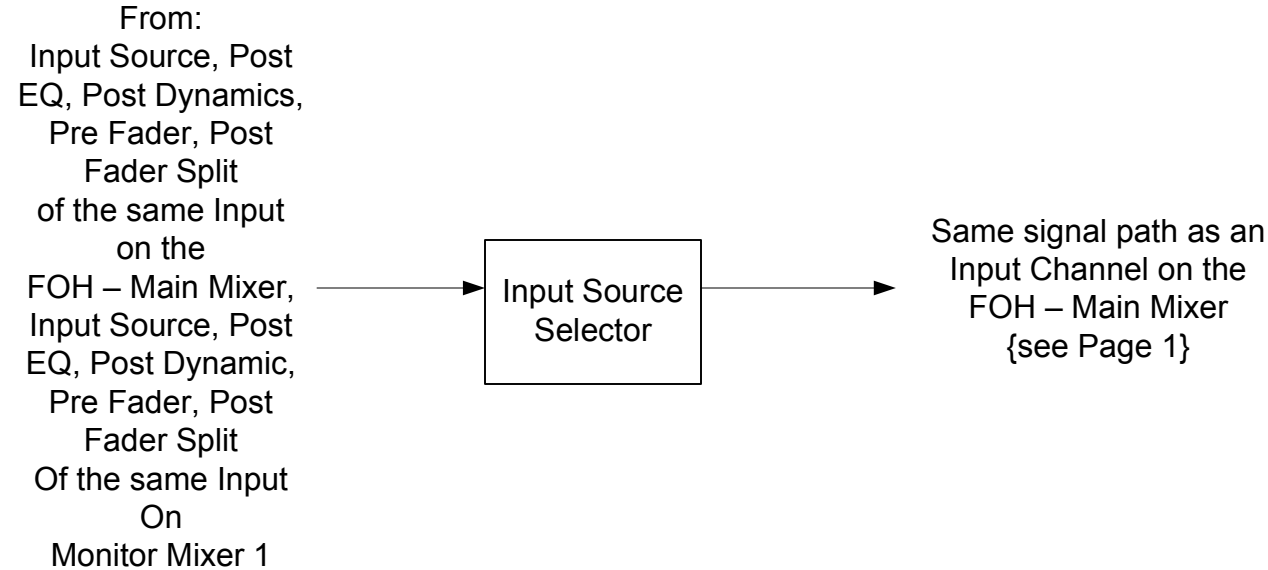 From:
Input Source, Post
EQ, Post Dynamics,
Pre Fader, Post
Fader Split
of the same Input
on the
FOH – Main Mixer,
Input Source, Post
EQ, Post Dynamic,
Pre Fader, Post
Fader Split
Of the same Input
On
Monitor Mixer 1
Input Source
Selector
Same signal path as an
Input Channel on the
FOH – Main Mixer
{see Page 1}